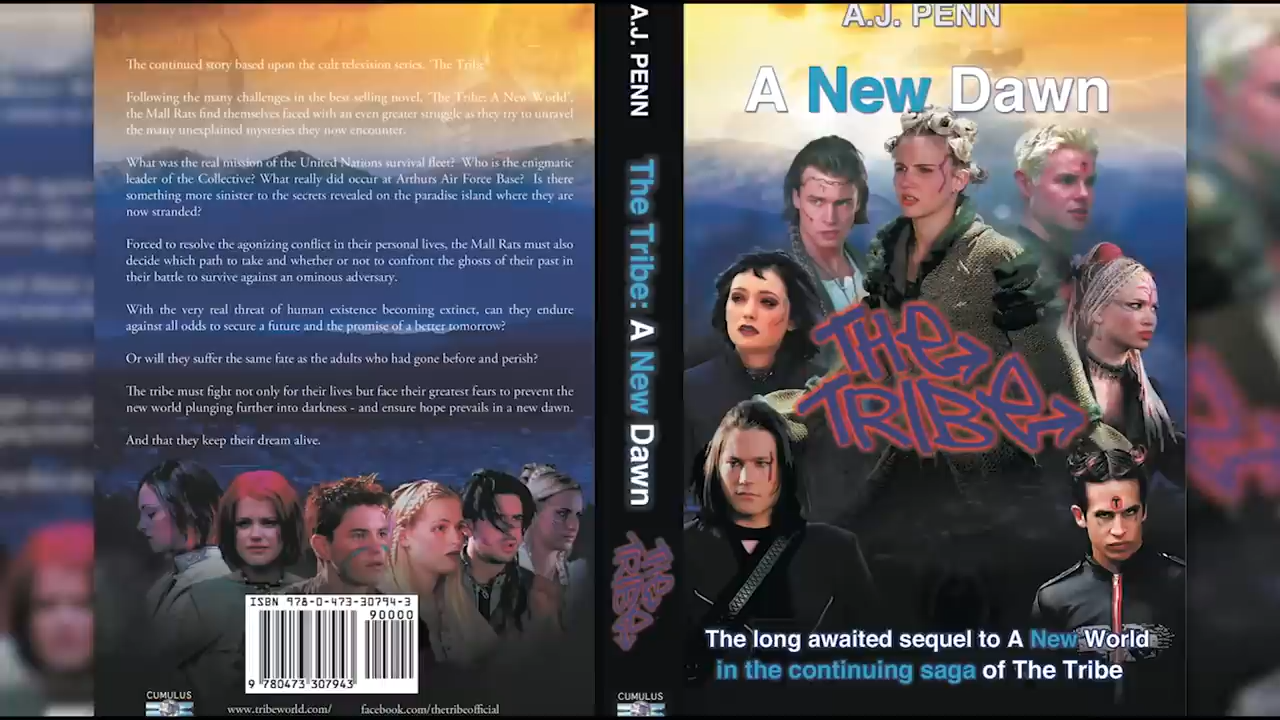 The continued story based upon the cult television series, 'The Tribe'
Following the many challenges in the best selling novel, 'The Tribe: A New World',
the Mall Rats find themselves faced with an even greater struggle as they try to unravel
the many unexplained mysteries they now encounter.
What was the real mission of the United Nations survival fleet? Who is the enigmatic
leader of the Collective? What really did occur at Arthurs Air Force Base? Is there
something more sinister to the secrets revealed on the paradise island where they are
now stranded?
Forced to resolve the agonizing conflict in their personal lives, the Mall Rats must also
decide which path to take and whether or not to confront the ghosts of their past in
their battle to survive against an ominous adversary.
With the very real threat of human existence becoming extinct, can they endure
against all odds to secure a future and the promise of a better tomorrow?
Or will they suffer the same fate as the adults who had gone before and perish?
The tribe must fight not only for their lives but face their greatest fears to prevent the
new world plunging further into darkness - and ensure hope prevails in a new dawn.
And that they keep their dream alive.
ISBN 978-0-473-30794-3
90000
9 780473 307943
CUMULUS
www.tribeworld.com/
facebook.com/thetribeofficial
A.J. PENN
The Tribe: A New Dawn
THE TRIBE
CUMULUS
A.J. PENN
A New Dawn
THE
TRIBE
The long awaited sequel to A New World
in the continuing saga of The Tribe